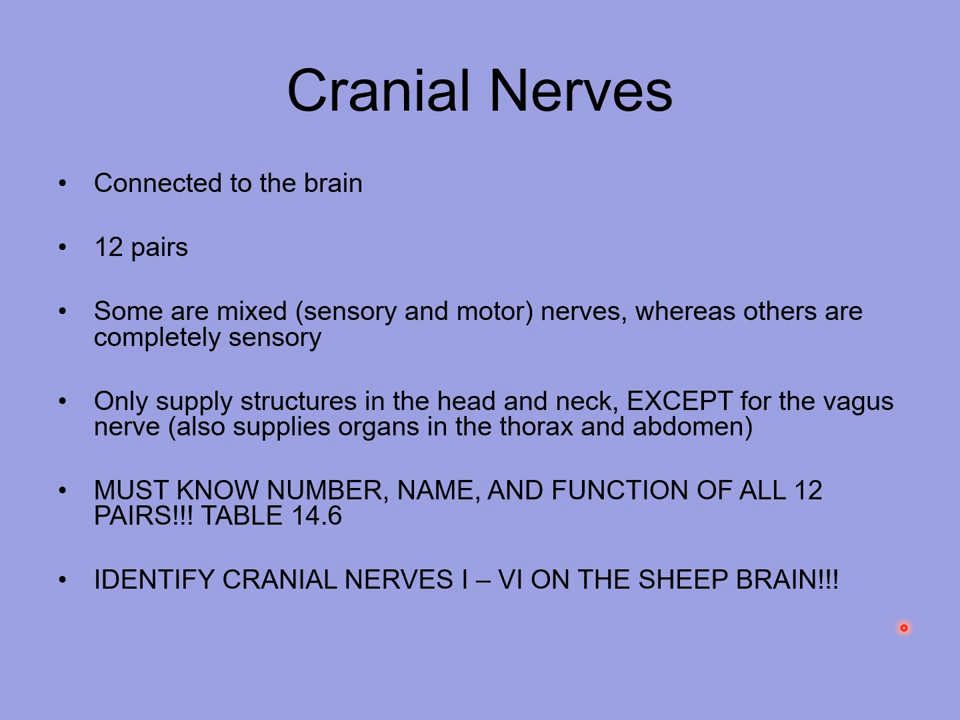 Cranial Nerves
• Connected to the brain
• 12 pairs
• Some are mixed (sensory and motor) nerves, whereas others are
completely sensory
• Only supply structures in the head and neck, EXCEPT for the vagus
nerve (also supplies organs in the thorax and abdomen)
• MUST KNOW NUMBER, NAME, AND FUNCTION OF ALL 12
PAIRS!!! TABLE 14.6
• IDENTIFY CRANIAL NERVES I – VI ON THE SHEEP BRAIN!!!